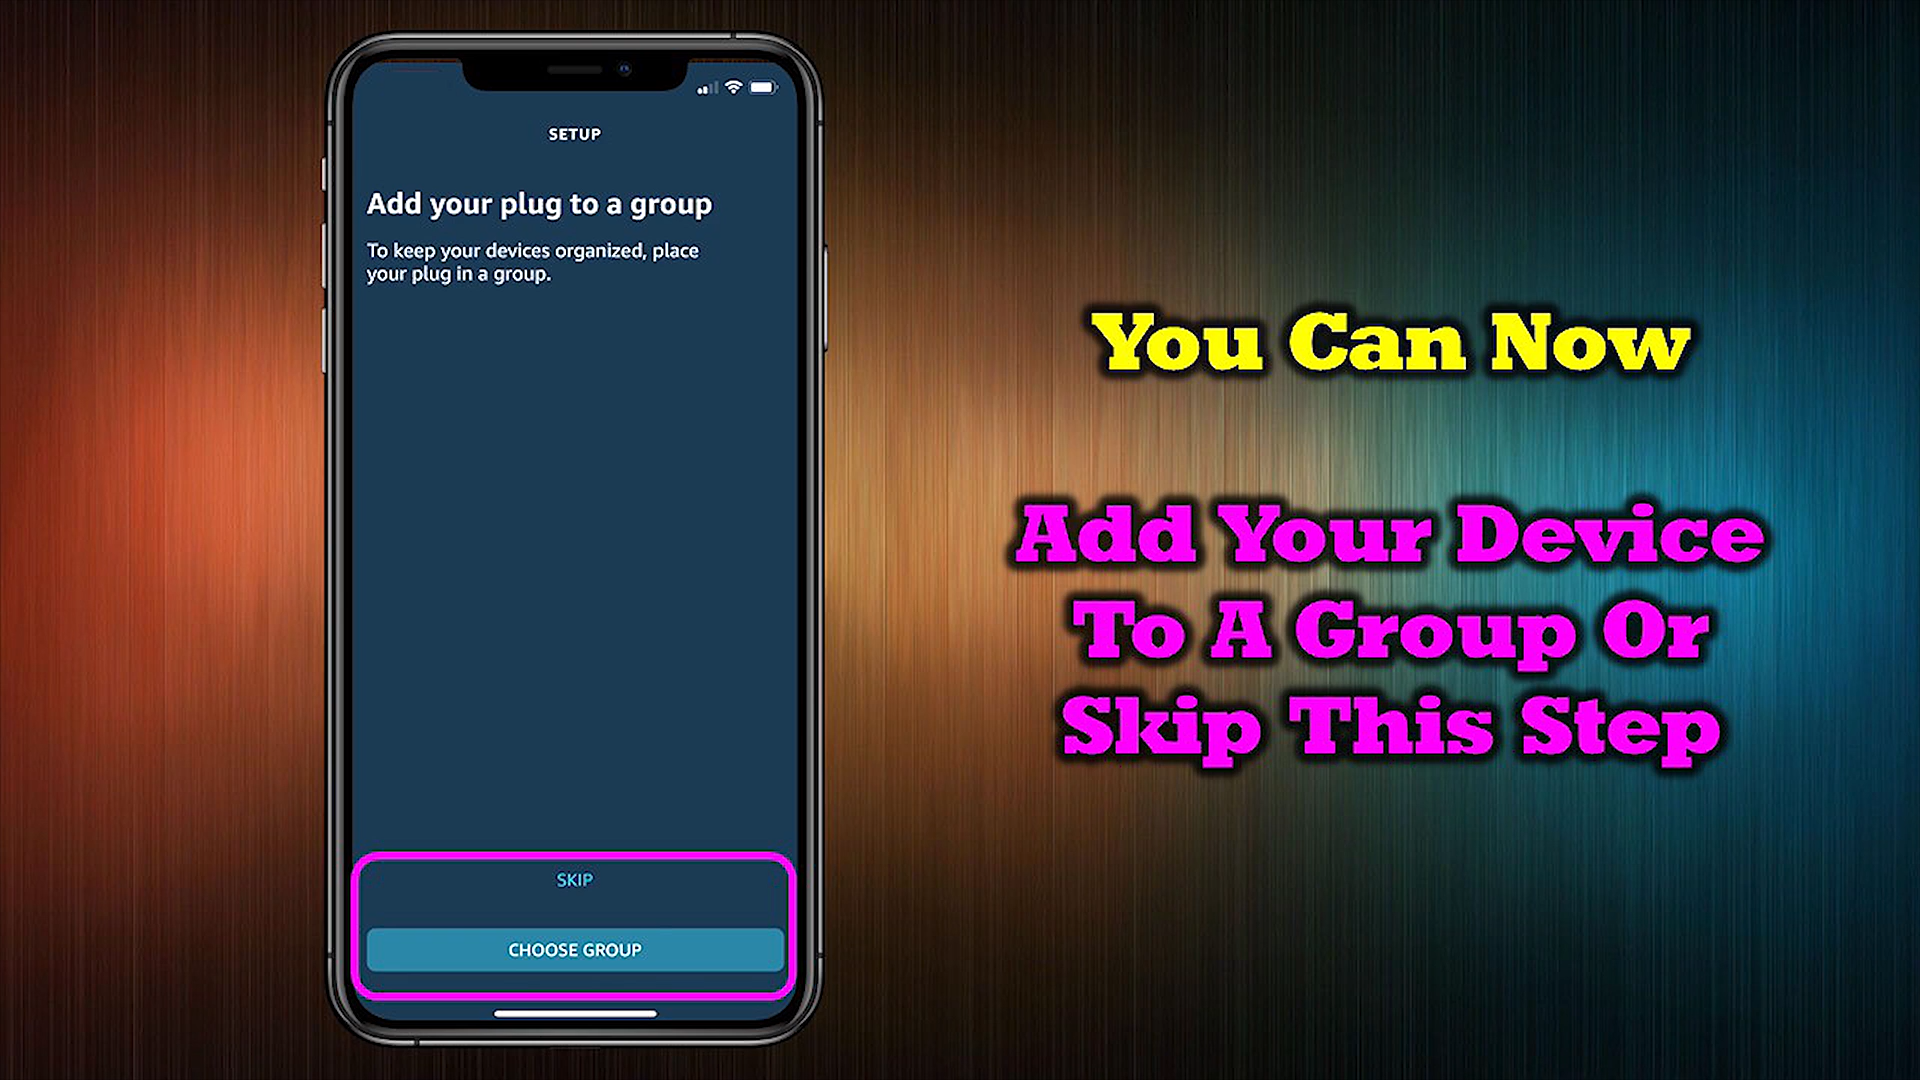 SETUP
Add your plug to a group
To keep your devices organized, place
your plug in a group.
SKIP
CHOOSE GROUP
You Can Now
Add Your Device
To A Group Or
Skip This Step